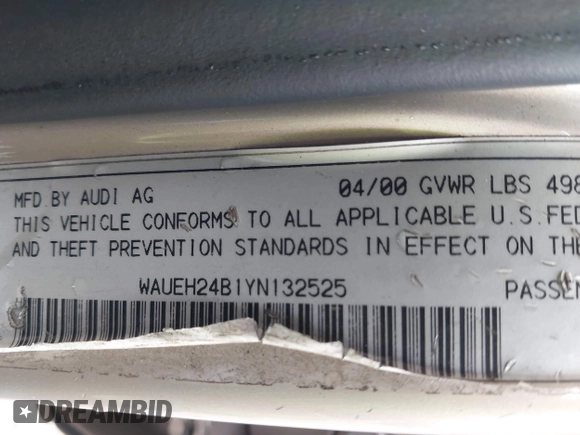 MFD.BY AUDI AG 04/00 GVWR LBS 498
THIS VEHICLE CONFORMS TO ALL APPLICABLE U.S.FED
AND THEFT PREVENTION STANDARDS IN EFFECT ON THE
WAUEH24B1YN132525 PASSEN
DREAMBID